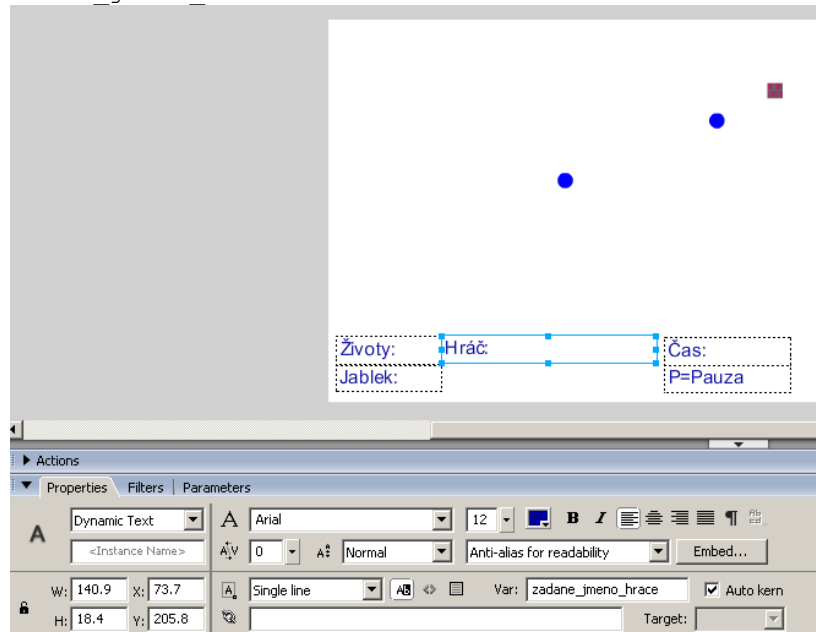 Životy: Hráč: Čas:
Jablek: P=Pauza
Actions
Properties Filters Parameters
A Dynamic Text A Arial 12 B I ¶
<Instance Name> A|V 0 Normal Anti-alias for readability Embed...
W: 140.9 X: 73.7 Single line AB <> Var: zadane_jmeno_hrace Auto kern
H: 18.4 Y: 205.8 Target: